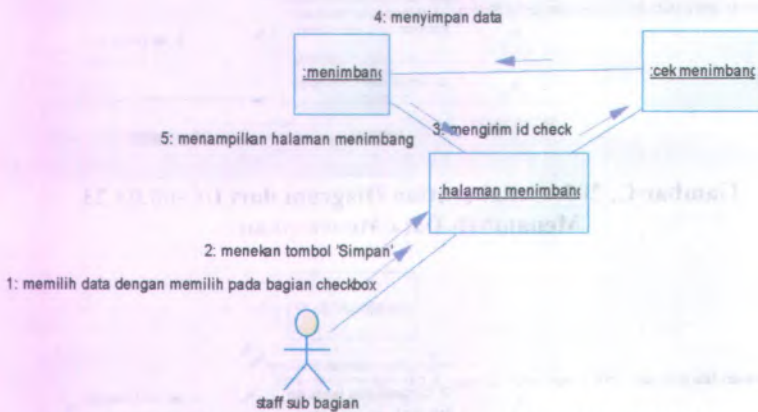 4: menyimpan data
:menimbang
:cek menimbang
5: menampilkan halaman menimbang
3: mengirim id check
:halaman menimbang
2: menekan tombol 'Simpan'
1: memilih data dengan memilih pada bagian checkbox
staff sub bagian